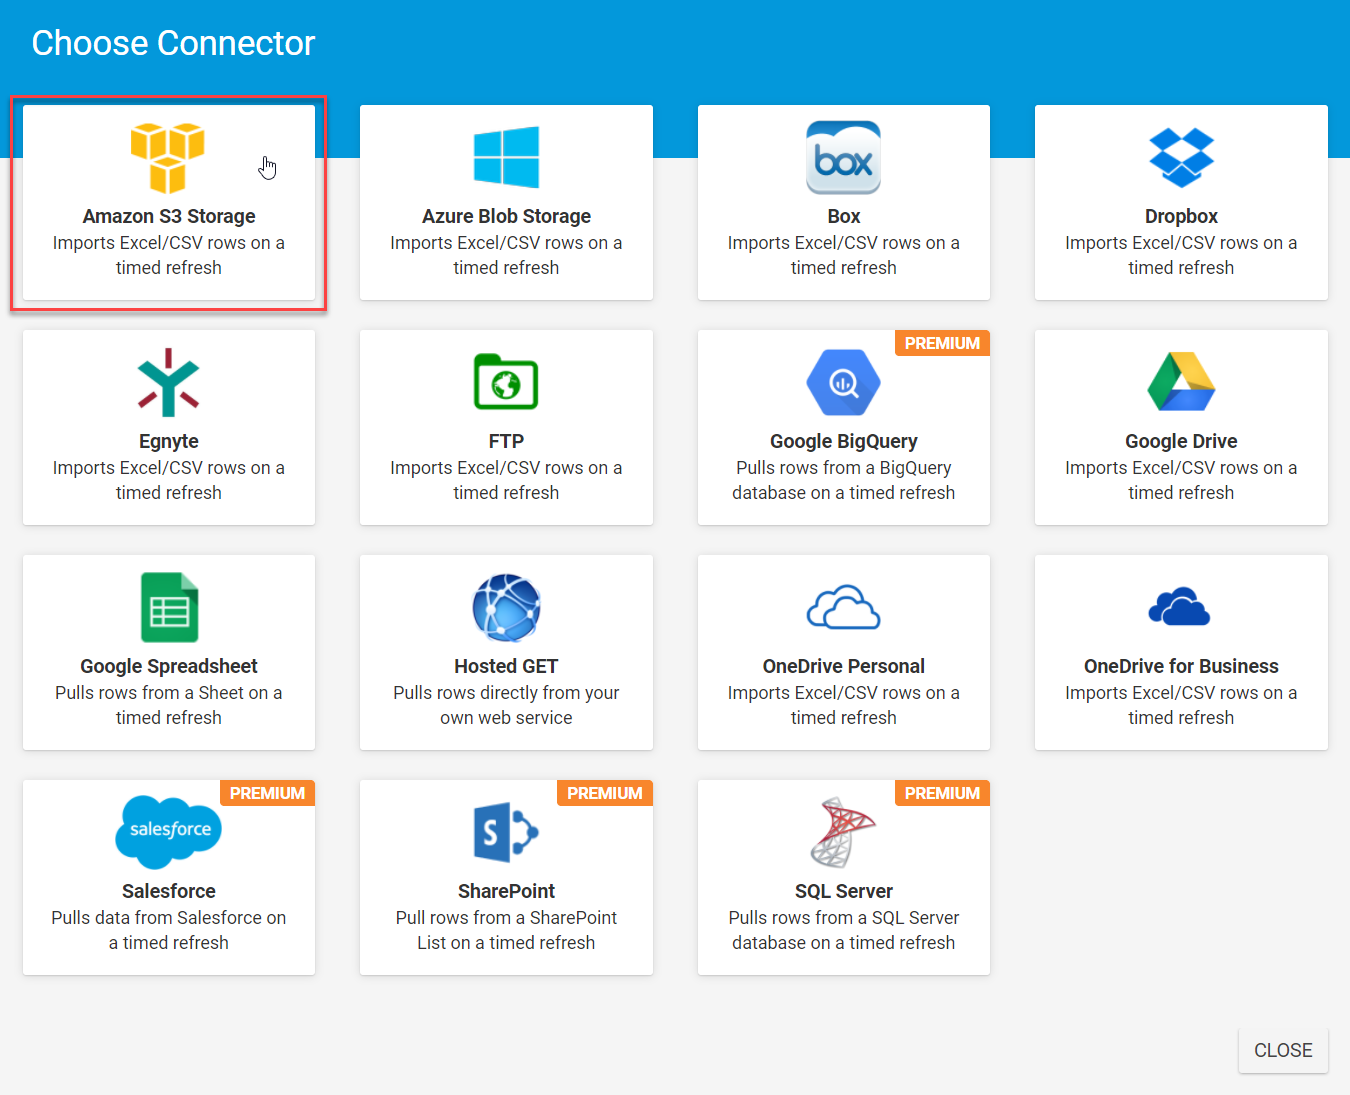 Choose Connector
Amazon S3 Storage
Imports Excel/CSV rows on a
timed refresh
Azure Blob Storage
Imports Excel/CSV rows on a
timed refresh
box
Box
Imports Excel/CSV rows on a
timed refresh
Dropbox
Imports Excel/CSV rows on a
timed refresh
Egnyte
Imports Excel/CSV rows on a
timed refresh
FTP
Imports Excel/CSV rows on a
timed refresh
PREMIUM
Google BigQuery
Pulls rows from a BigQuery
database on a timed refresh
Google Drive
Imports Excel/CSV rows on a
timed refresh
Google Spreadsheet
Pulls rows from a Sheet on a
timed refresh
Hosted GET
Pulls rows directly from your
own web service
OneDrive Personal
Imports Excel/CSV rows on a
timed refresh
OneDrive for Business
Imports Excel/CSV rows on a
timed refresh
PREMIUM
salesforce
Salesforce
Pulls data from Salesforce on
a timed refresh
PREMIUM
S
SharePoint
Pull rows from a SharePoint
List on a timed refresh
PREMIUM
SQL Server
Pulls rows from a SQL Server
database on a timed refresh
CLOSE